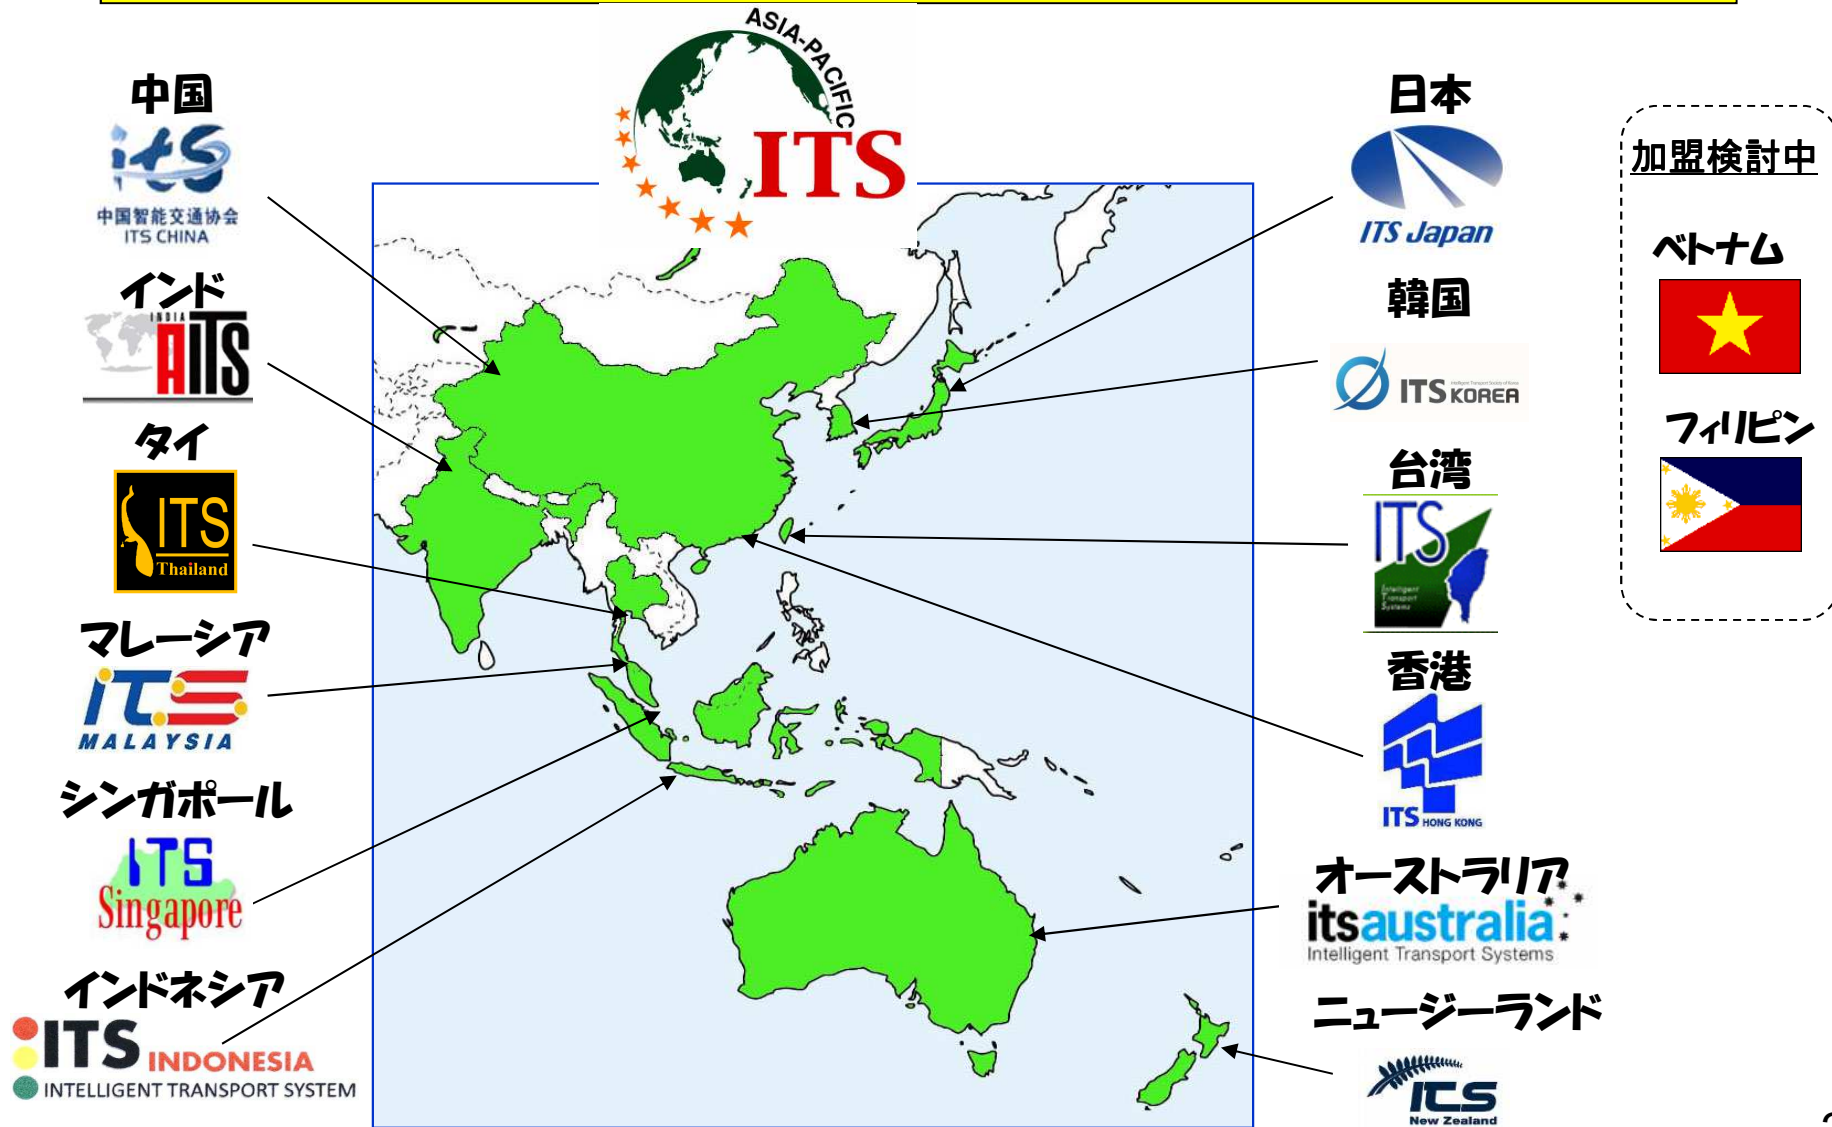 ASIA-PACIFIC
ITS
中国
its
中国智能交通协会
ITS CHINA
インド
INDIA
AITS
タイ
ITS
Thailand
マレーシア
ITS
MALAYSIA
シンガポール
ITS
Singapore
インドネシア
ITS INDONESIA
INTELLIGENT TRANSPORT SYSTEM
日本
ITS Japan
韓国
ITS KOREA
台湾
ITS
Intelligent
Transport
Systems
香港
ITS HONG KONG
オーストラリア
itsaustralia
Intelligent Transport Systems
ニュージーランド
ITS
New Zealand
加盟検討中
ベトナム
フィリピン